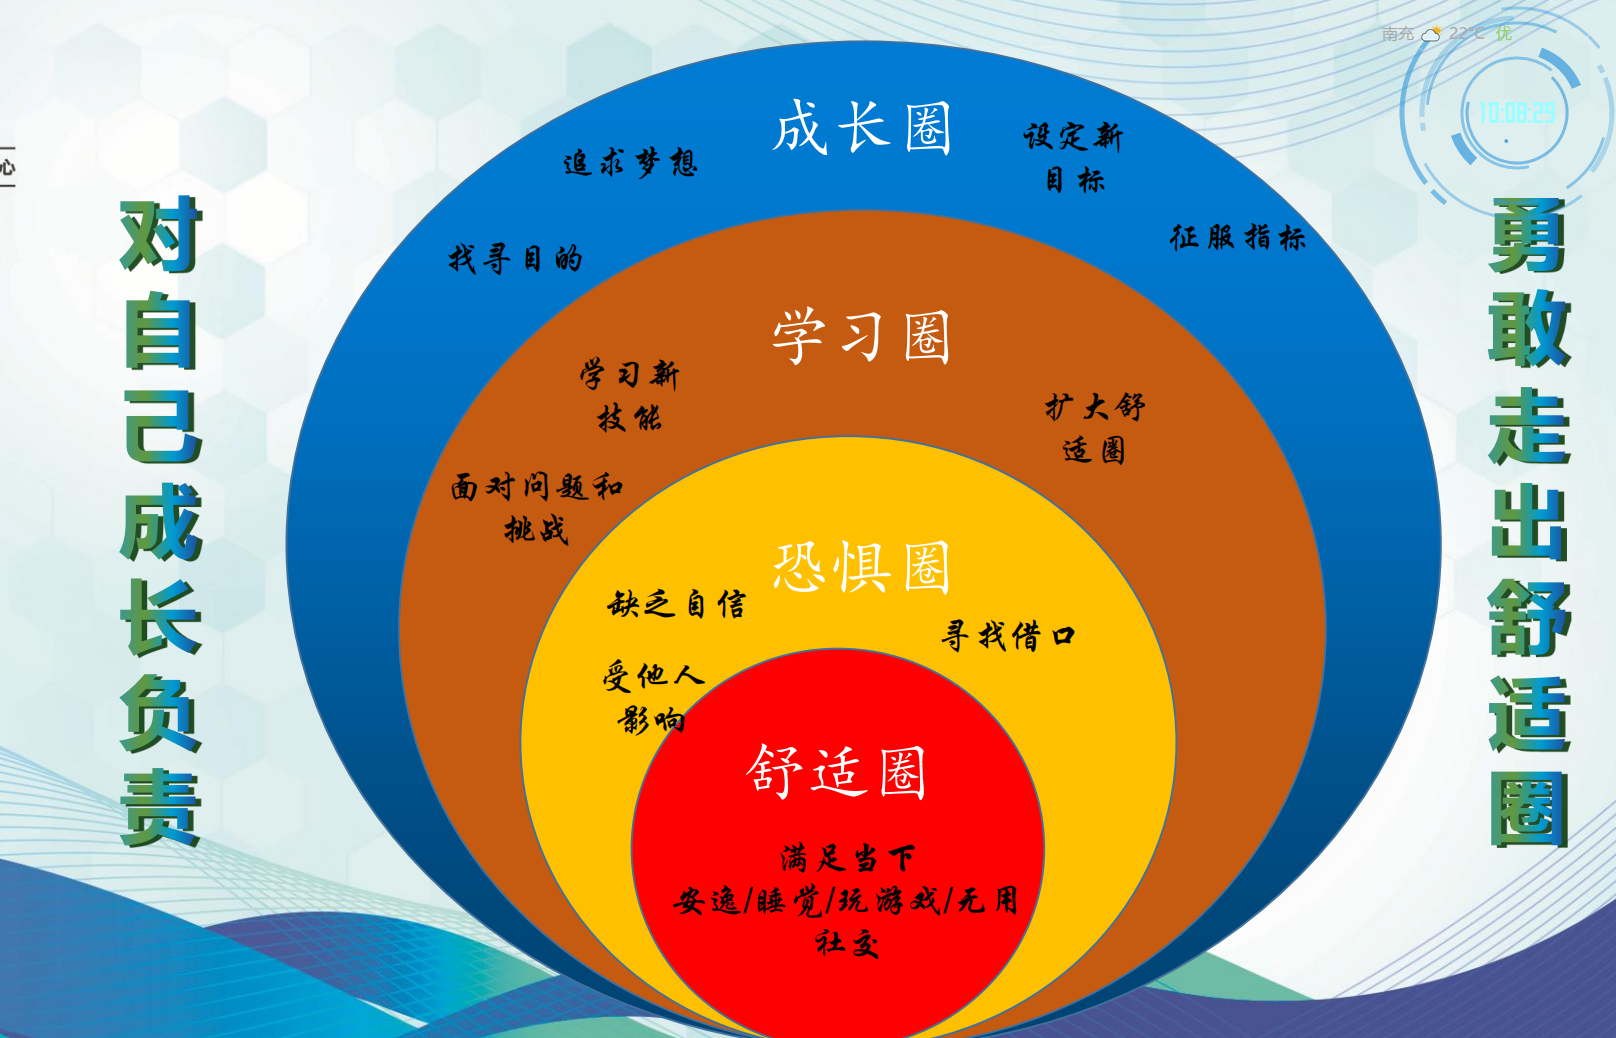 南充 22°C 优
10:08:29
心
对自己成长负责
成长圈
追求梦想
设定新
目标
找寻目的
征服指标
学习圈
学习新
技能
扩大舒
适圈
面对问题和
挑战
恐惧圈
缺乏自信
寻找借口
受他人
影响
舒适圈
满足当下
安逸/睡觉/玩游戏/无用
社交
勇敢走出舒适圈